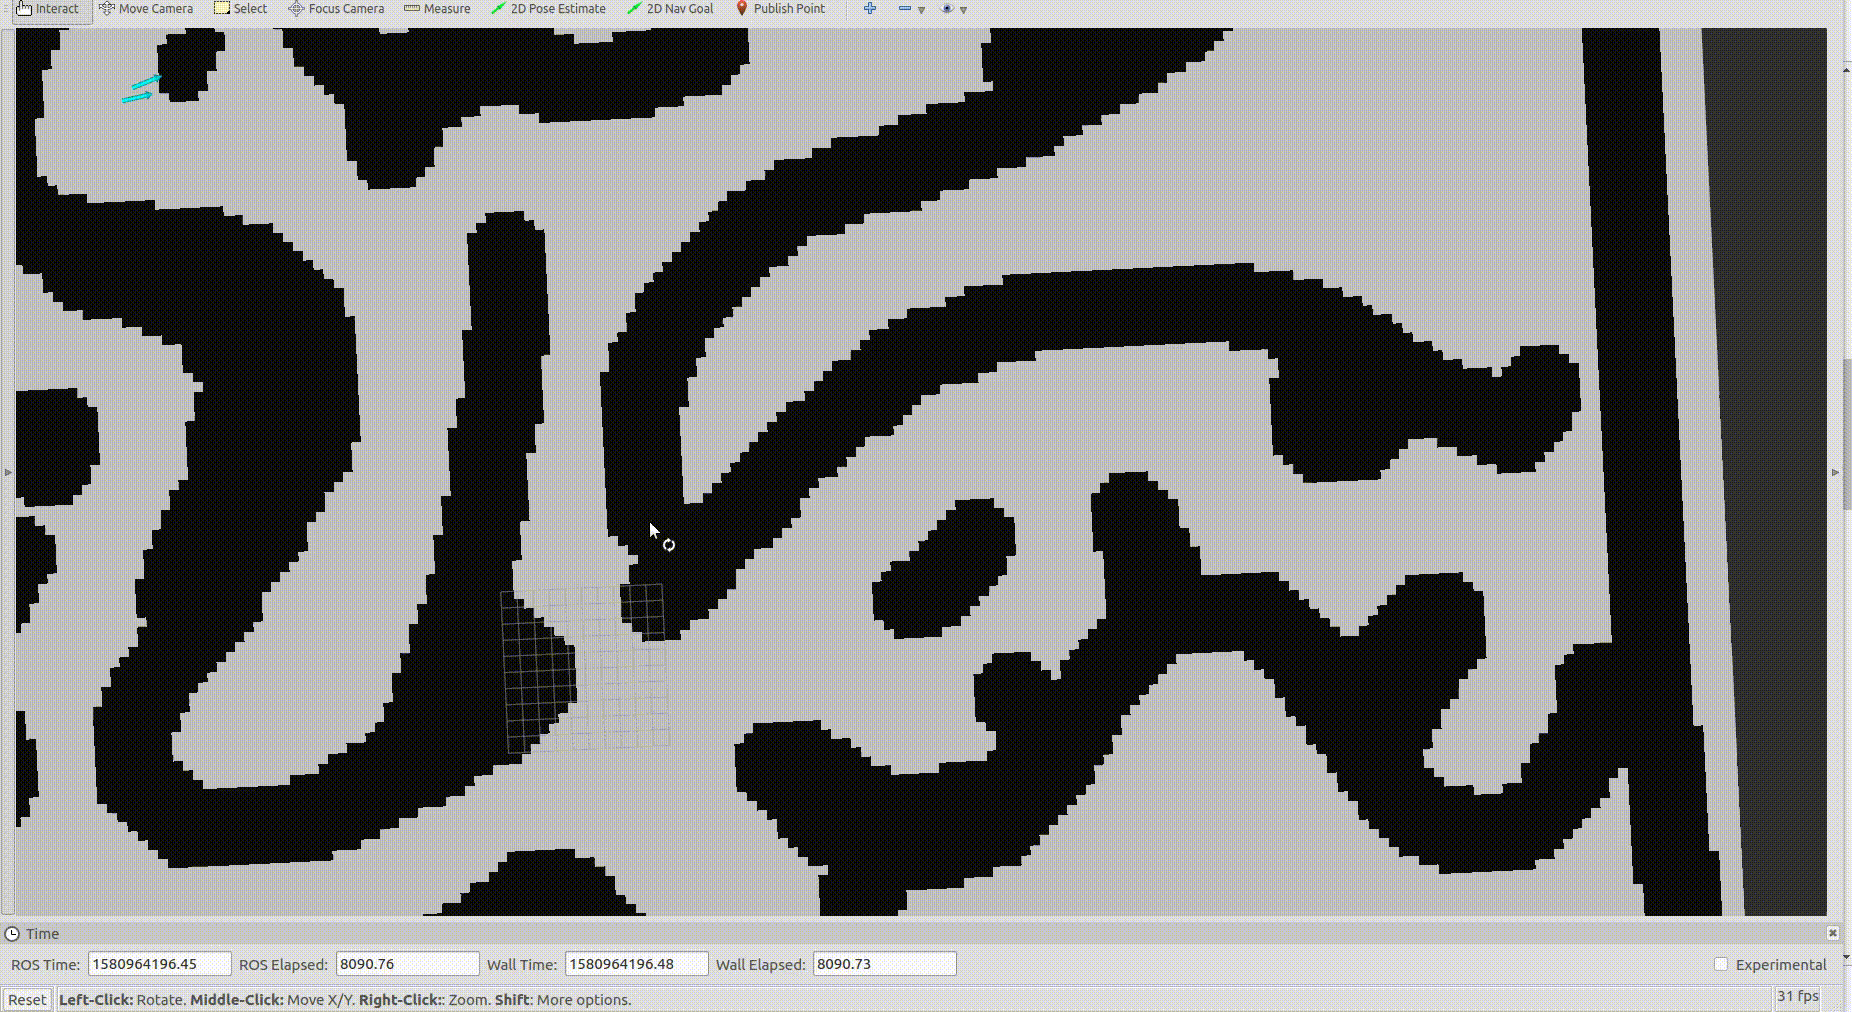 Interact Move Camera Select Focus Camera Measure 2D Pose Estimate 2D Nav Goal Publish Point
Time
ROS Time: 1580964196.45 ROS Elapsed: 8090.76 Wall Time: 1580964196.48 Wall Elapsed: 8090.73 Experimental
Reset Left-Click: Rotate. Middle-Click: Move X/Y. Right-Click:: Zoom. Shift: More options. 31 fps